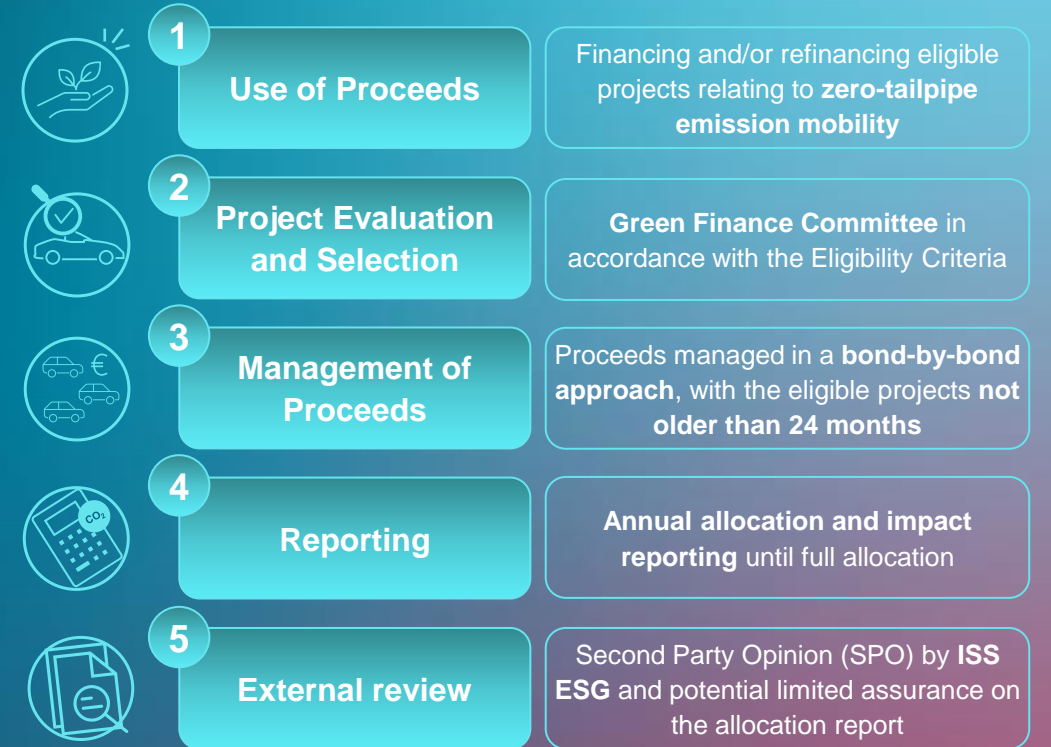 1
Use of Proceeds
Financing and/or refinancing eligible
projects relating to zero-tailpipe
emission mobility
2
Project Evaluation
and Selection
Green Finance Committee in
accordance with the Eligibility Criteria
3
€
Management of
Proceeds
Proceeds managed in a bond-by-bond
approach, with the eligible projects not
older than 24 months
4
CO₂
Reporting
Annual allocation and impact
reporting until full allocation
5
External review
Second Party Opinion (SPO) by ISS
ESG and potential limited assurance on
the allocation report